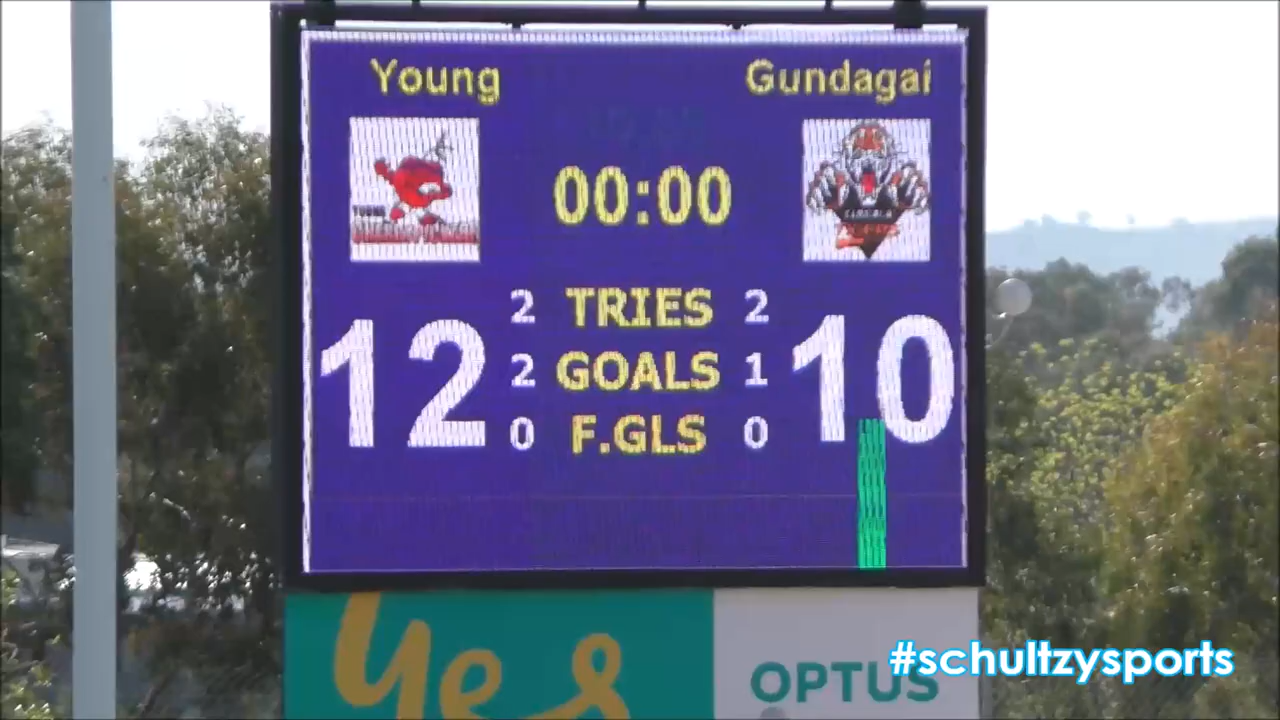 Young Gundagai
00:00
2 TRIES 2
12 2 GOALS 1 10
0 F.GLS 0
yes
OPTUS
#schultzysports